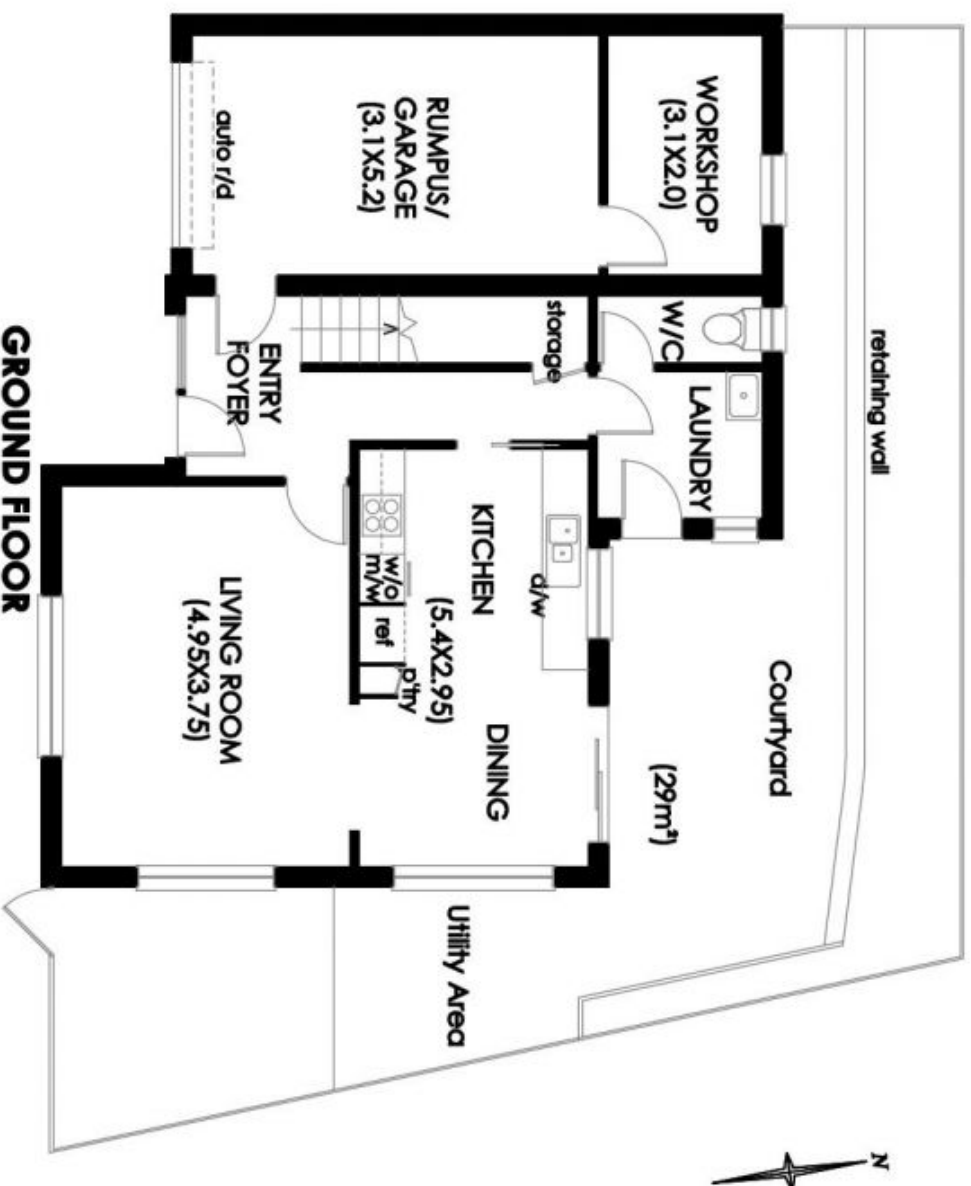 WORKSHOP
(3.1X2.0)
RUMPUS/
GARAGE
(3.1X5.2)
auto r/d
retaining wall
W/C
storage
LAUNDRY
ENTRY
FOYER
KITCHEN
(5.4X2.95)
DINING
d/w
w/o
m/w
ref
p'try
LIVING ROOM
(4.95X3.75)
Courtyard
(29m²)
Utility Area
GROUND FLOOR
N